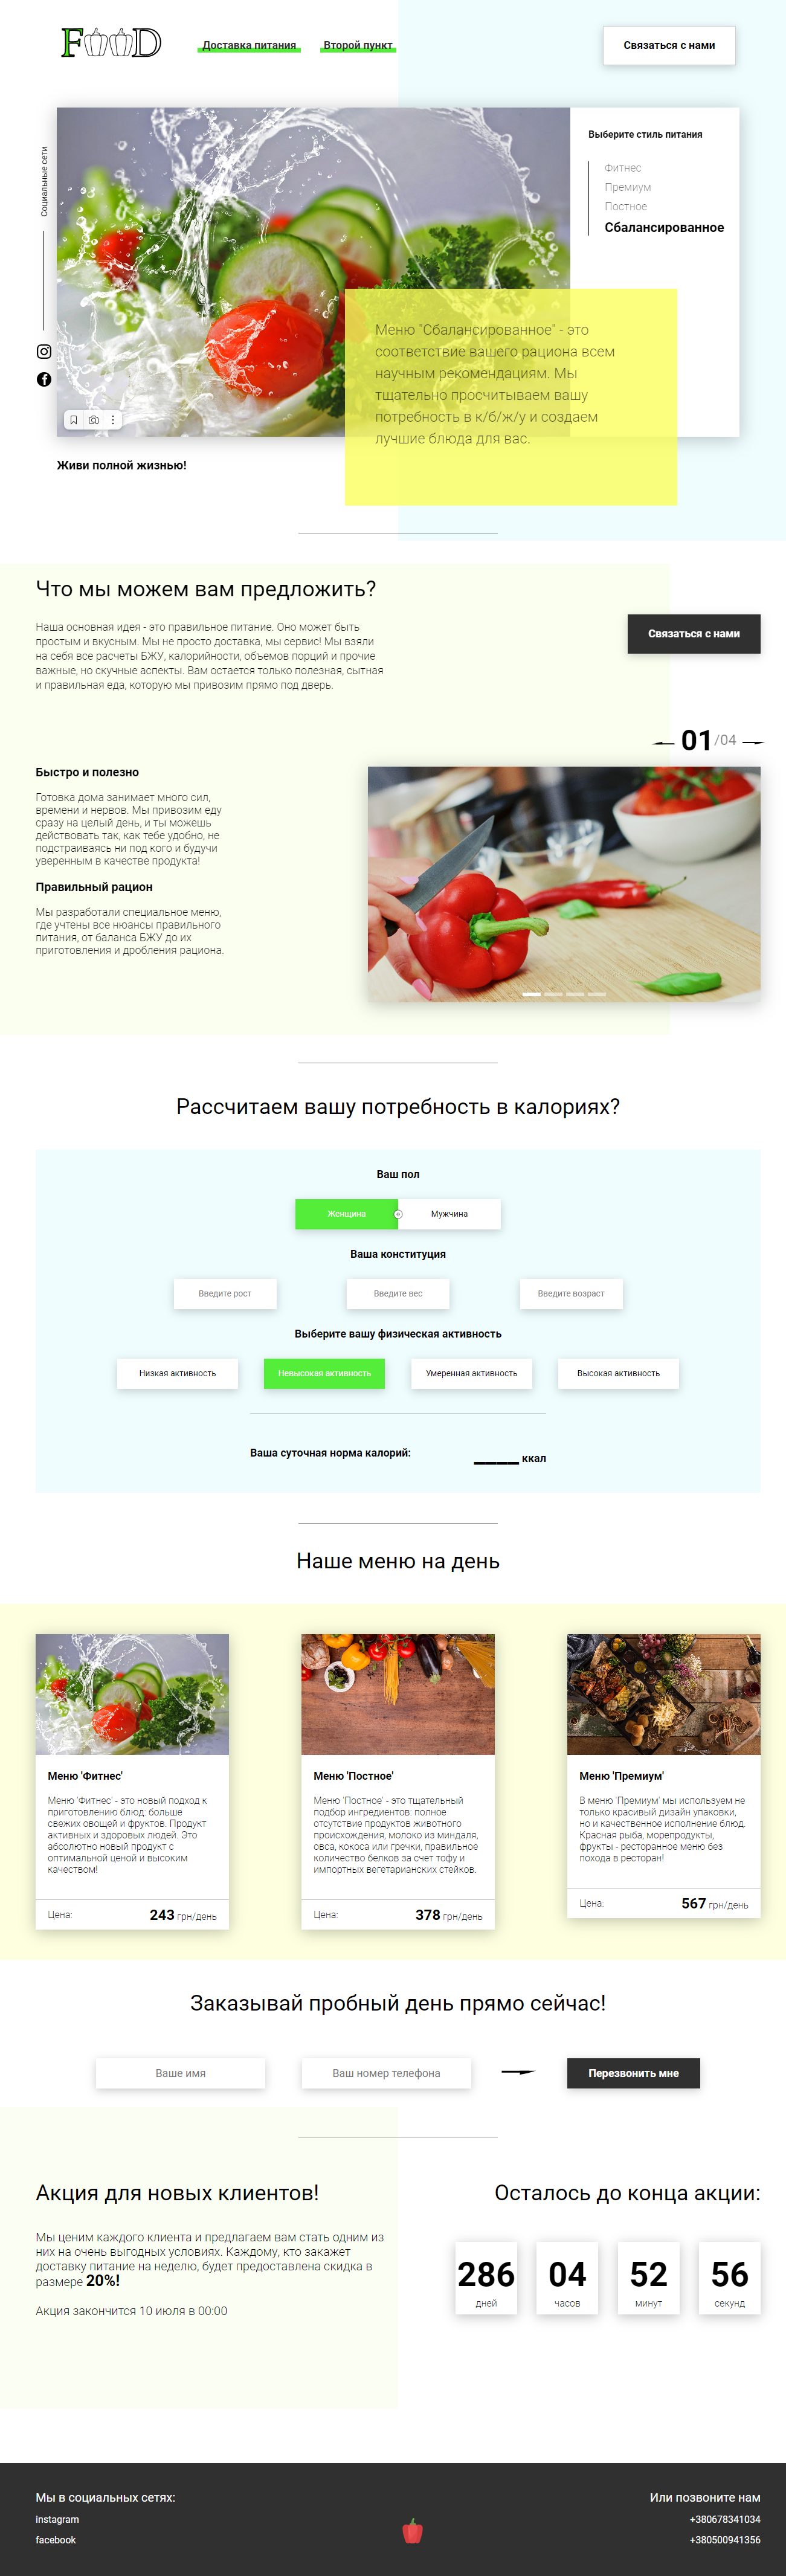 FOOD
Доставка питания
Второй пункт
Связаться с нами
Социальные сети
Выберите стиль питания
Фитнес
Премиум
Постное
Сбалансированное
Меню "Сбалансированное" - это
соответствие вашего рациона всем
научным рекомендациям. Мы
тщательно просчитываем вашу
потребность в к/б/ж/у и создаем
лучшие блюда для вас.
Живи полной жизнью!
Что мы можем вам предложить?
Наша основная идея - это правильное питание. Оно может быть
простым и вкусным. Мы не просто доставка, мы сервис! Мы взяли
на себя все расчеты БЖУ, калорийности, объемов порций и прочие
важные, но скучные аспекты. Вам остается только полезная, сытная
и правильная еда, которую мы привозим прямо под дверь.
Связаться с нами
01/04
Быстро и полезно
Готовка дома занимает много сил,
времени и нервов. Мы привозим еду
сразу на целый день, и ты можешь
действовать так, как тебе удобно, не
подстраиваясь ни под кого и будучи
уверенным в качестве продукта!
Правильный рацион
Мы разработали специальное меню,
где учтены все нюансы правильного
питания, от баланса БЖУ до их
приготовления и дробления рациона.
Рассчитаем вашу потребность в калориях?
Ваш пол
Женщина
Мужчина
Ваша конституция
Введите рост
Введите вес
Введите возраст
Выберите вашу физическая активность
Низкая активность
Невысокая активность
Умеренная активность
Высокая активность
Ваша суточная норма калорий:
____ ккал
Наше меню на день
Меню 'Фитнес'
Меню 'Фитнес' - это новый подход к
приготовлению блюд: больше
свежих овощей и фруктов. Продукт
активных и здоровых людей. Это
абсолютно новый продукт с
оптимальной ценой и высоким
качеством!
Цена:
243 грн/день
Меню 'Постное'
Меню 'Постное' - это тщательный
подбор ингредиентов: полное
отсутствие продуктов животного
происхождения, молоко из миндаля,
овса, кокоса или гречки, правильное
количество белков за счет тофу и
импортных вегетарианских стейков.
Цена:
378 грн/день
Меню 'Премиум'
В меню 'Премиум' мы используем не
только красивый дизайн упаковки,
но и качественное исполнение блюд.
Красная рыба, морепродукты,
фрукты - ресторанное меню без
похода в ресторан!
Цена:
567 грн/день
Заказывай пробный день прямо сейчас!
Ваше имя
Ваш номер телефона
Перезвонить мне
Акция для новых клиентов!
Мы ценим каждого клиента и предлагаем вам стать одним из
них на очень выгодных условиях. Каждому, кто закажет
доставку питание на неделю, будет предоставлена скидка в
размере 20%!
Акция закончится 10 июля в 00:00
Осталось до конца акции:
286
дней
04
часов
52
минут
56
секунд
Мы в социальных сетях:
instagram
facebook
Или позвоните нам
+380678341034
+380500941356